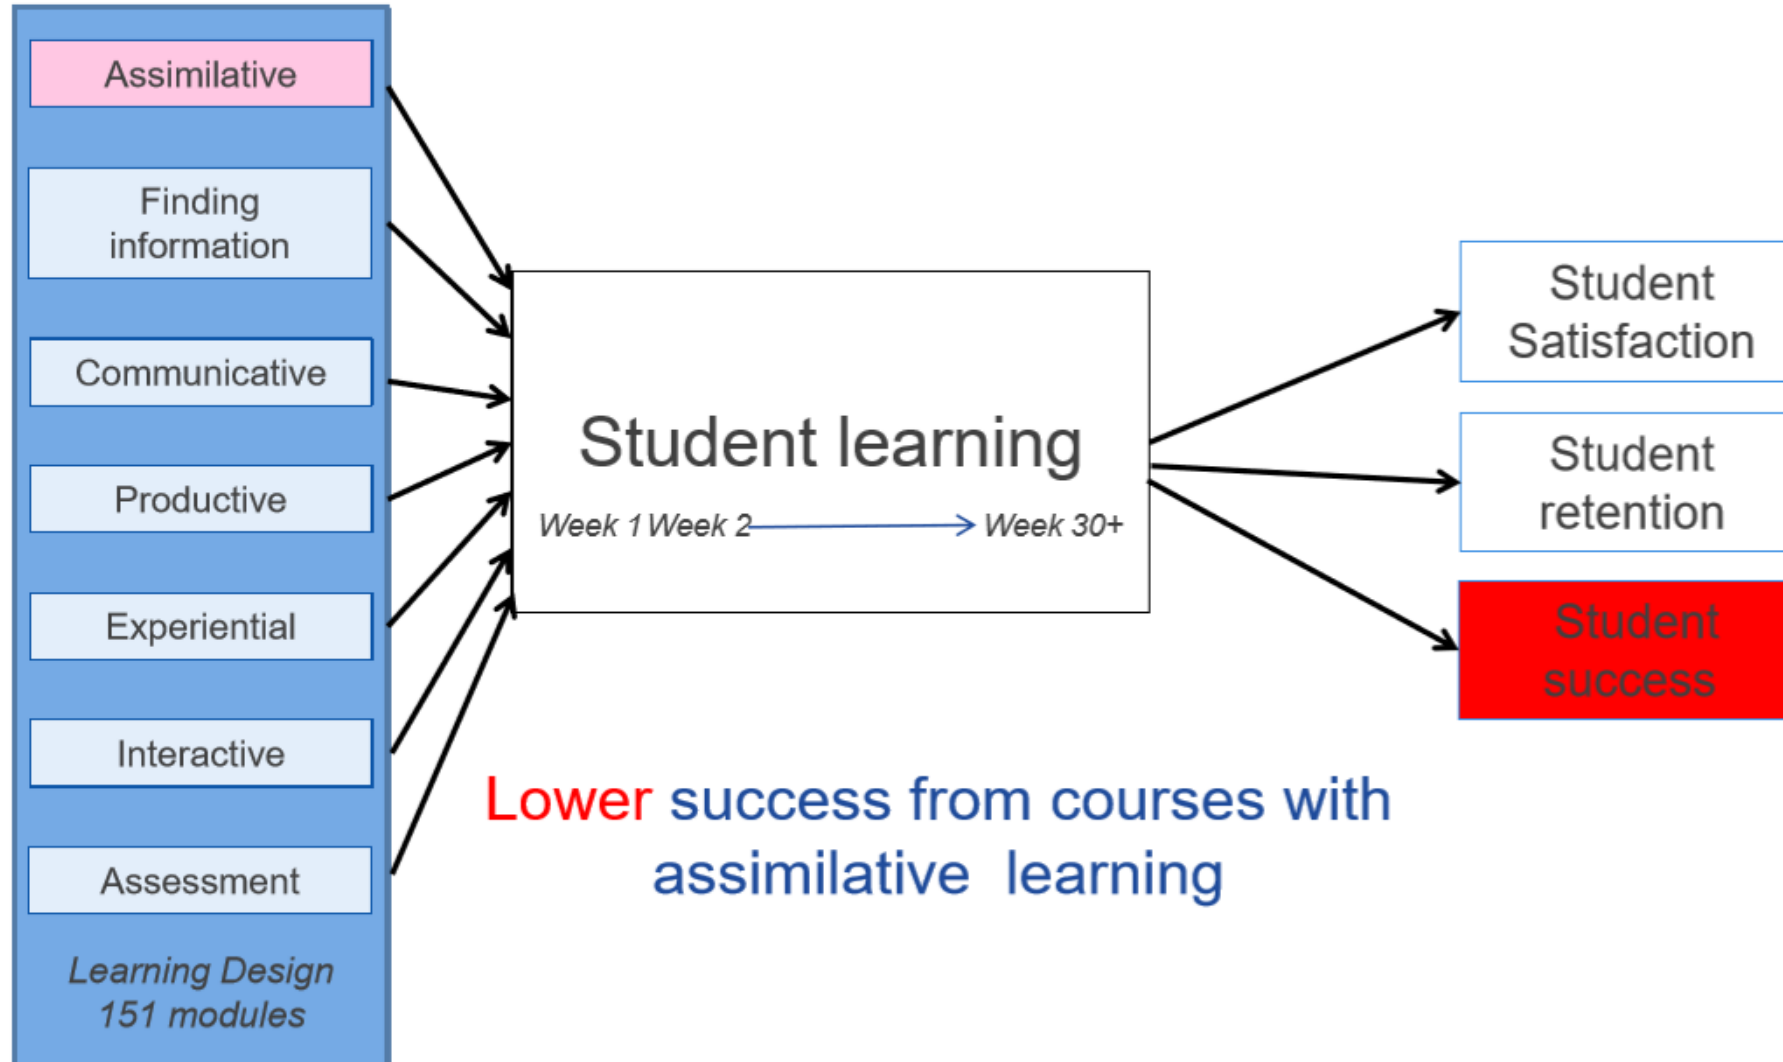 Assimilative
Finding
information
Communicative
Productive
Experiential
Interactive
Assessment
Learning Design
151 modules
Student learning
Week 1 Week 2 Week 30+
Lower success from courses with
assimilative learning
Student
Satisfaction
Student
retention
Student
success